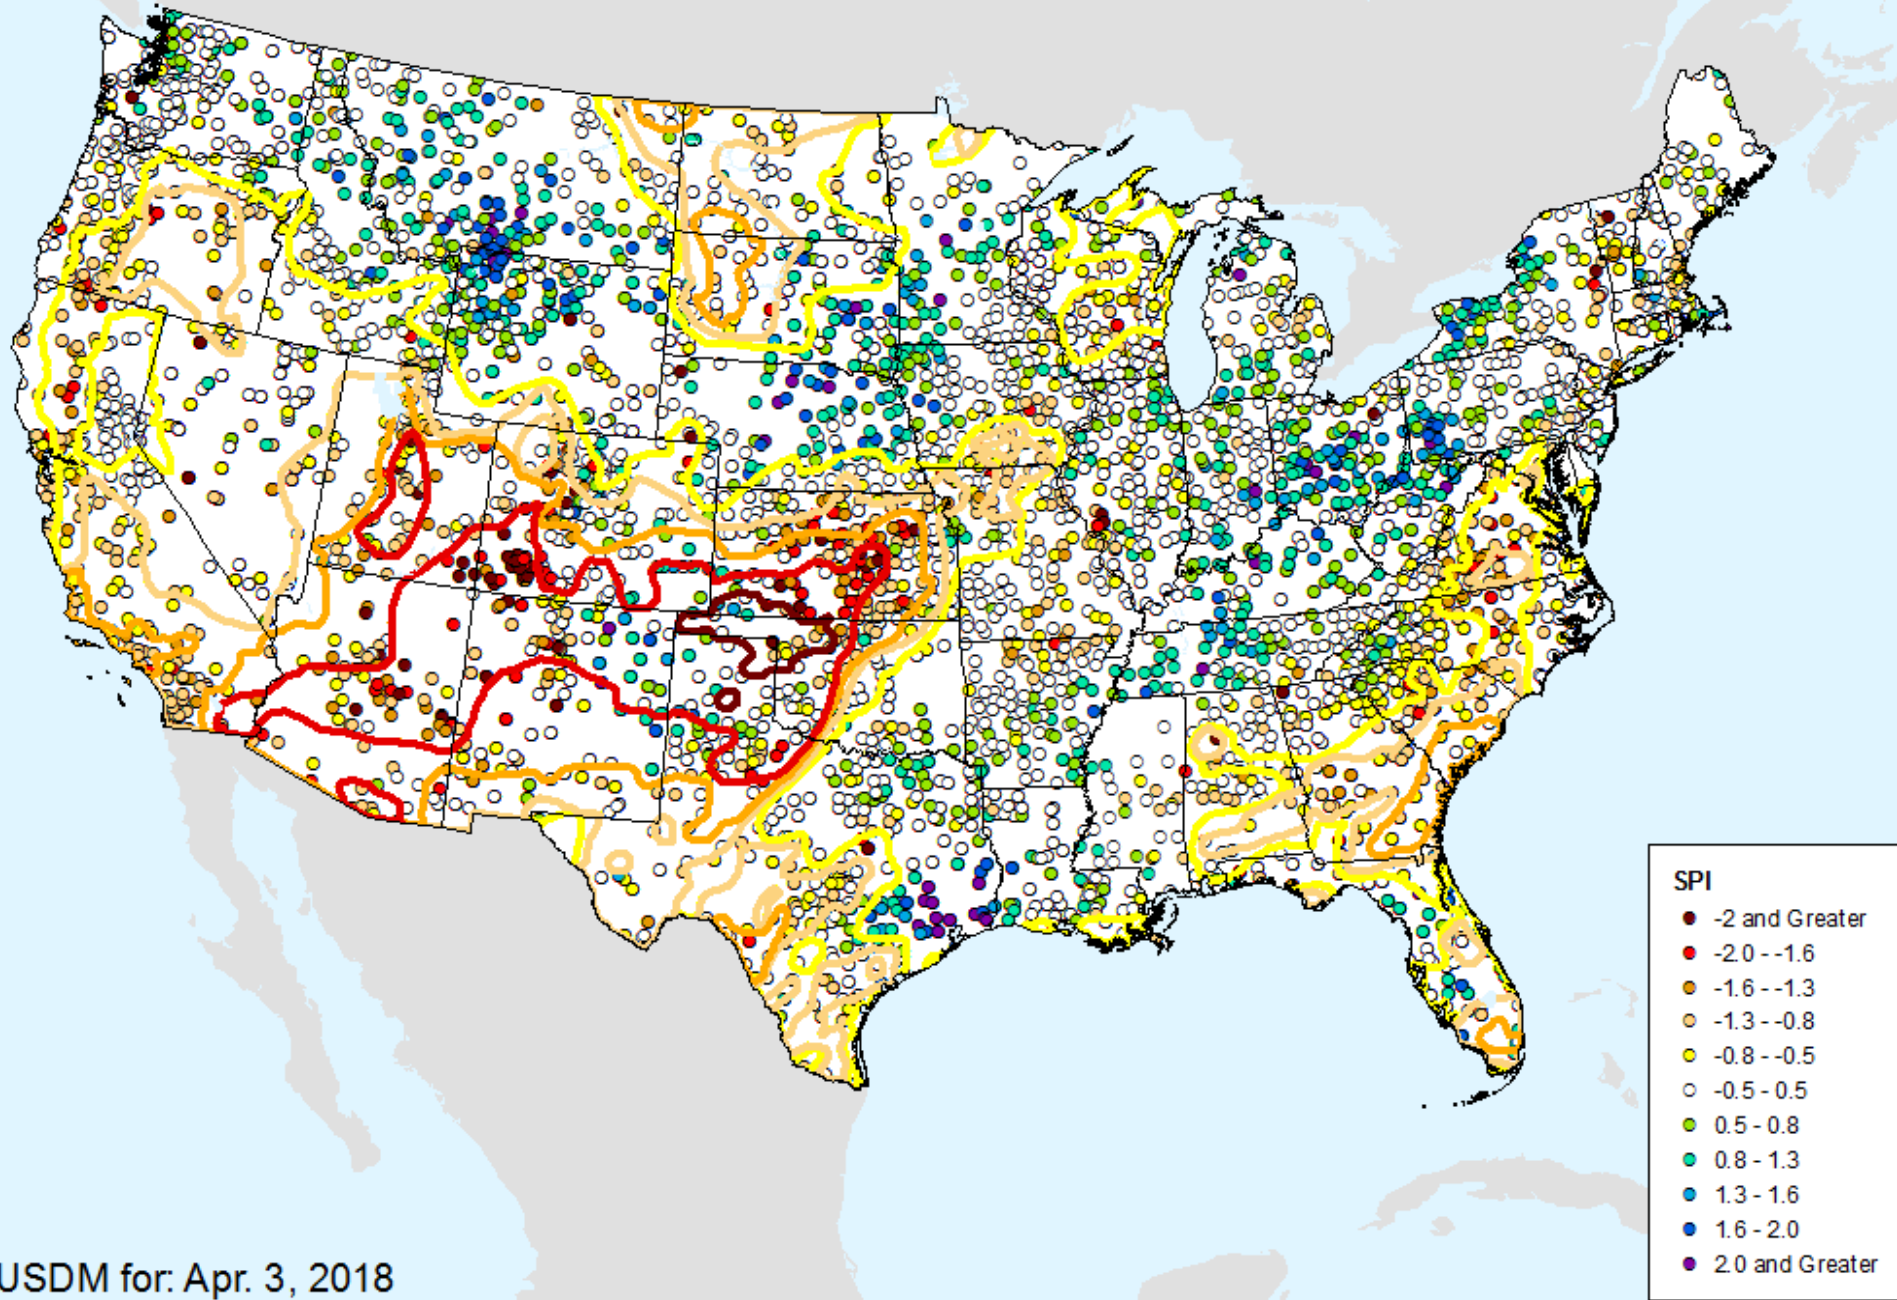 SPI
-2 and Greater
-2.0 - -1.6
-1.6 - -1.3
-1.3 - -0.8
-0.8 - -0.5
-0.5 - 0.5
0.5 - 0.8
0.8 - 1.3
1.3 - 1.6
1.6 - 2.0
2.0 and Greater
USDM for: Apr. 3, 2018